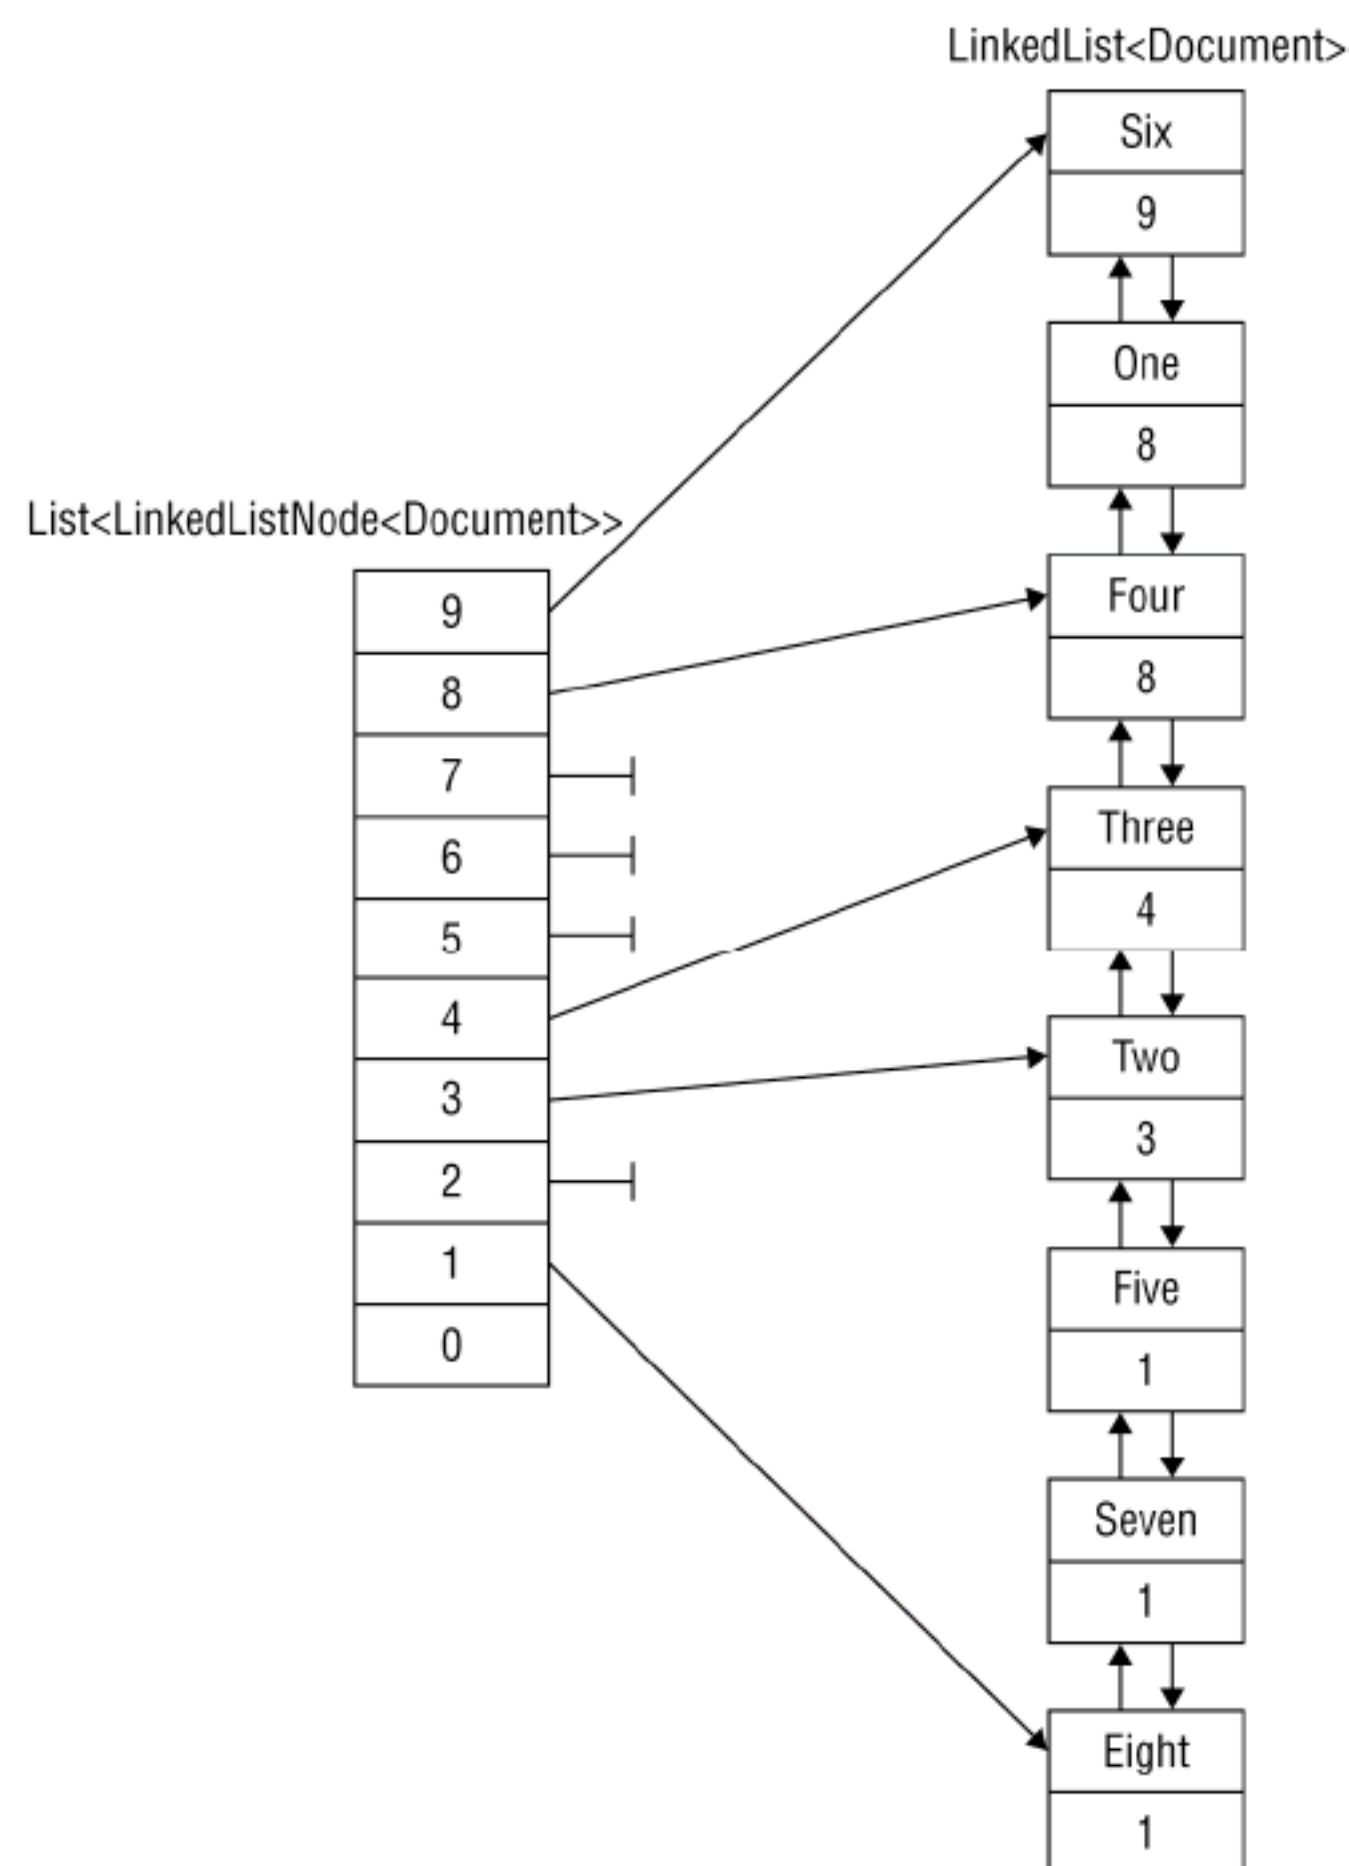 LinkedList<Document>
Six
9
One
8
Four
8
Three
4
Two
3
Five
1
Seven
1
Eight
1
List<LinkedListNode<Document>>
9
8
7
6
5
4
3
2
1
0